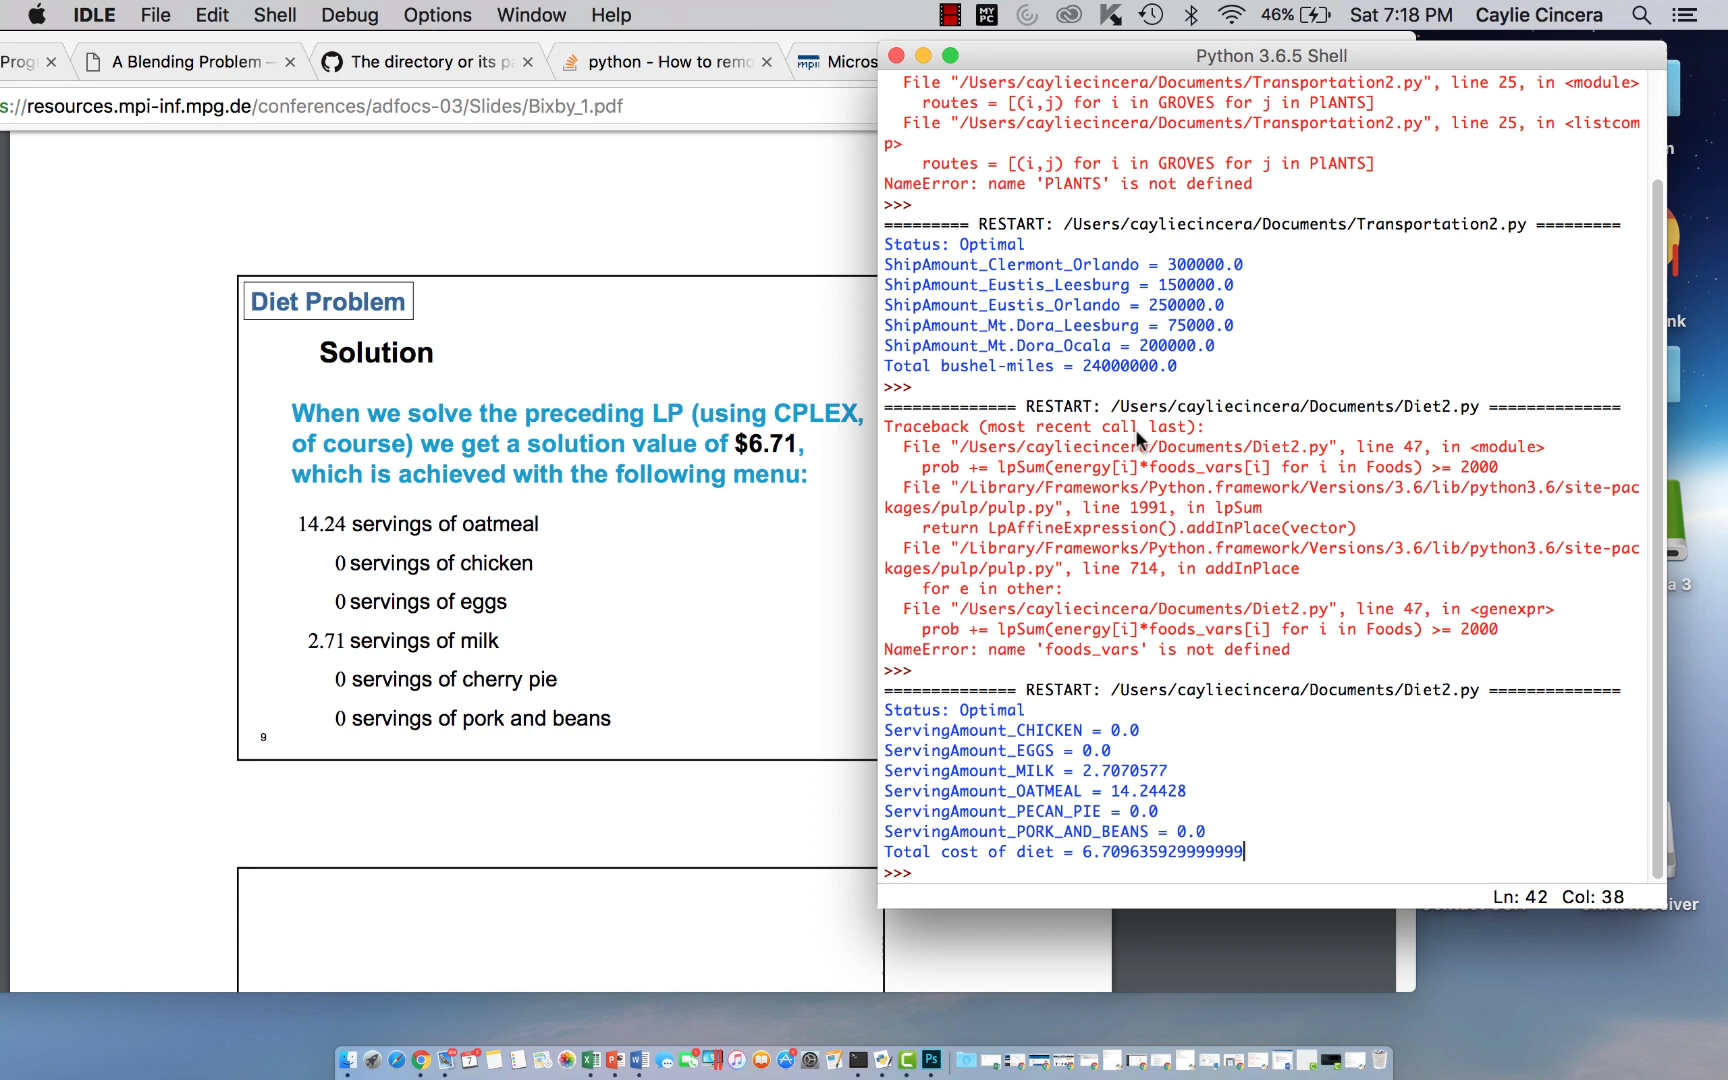 IDLE File Edit Shell Debug Options Window Help
MY PC 46% Sat 7:18 PM Caylie Cincera
Prog
A Blending Problem –
The directory or its p
python - How to remo
mpii Micros
s://resources.mpi-inf.mpg.de/conferences/adfocs-03/Slides/Bixby_1.pdf
Diet Problem
Solution
When we solve the preceding LP (using CPLEX,
of course) we get a solution value of $6.71,
which is achieved with the following menu:
14.24 servings of oatmeal
0 servings of chicken
0 servings of eggs
2.71 servings of milk
0 servings of cherry pie
0 servings of pork and beans
9
Python 3.6.5 Shell
File "/Users/cayliecincera/Documents/Transportation2.py", line 25, in <module>
routes = [(i,j) for i in GROVES for j in PlANTS]
File "/Users/cayliecincera/Documents/Transportation2.py", line 25, in <listcom
p>
routes = [(i,j) for i in GROVES for j in PlANTS]
NameError: name 'PlANTS' is not defined
>>>
========= RESTART: /Users/cayliecincera/Documents/Transportation2.py =========
Status: Optimal
ShipAmount_Clermont_Orlando = 300000.0
ShipAmount_Eustis_Leesburg = 150000.0
ShipAmount_Eustis_Orlando = 250000.0
ShipAmount_Mt.Dora_Leesburg = 75000.0
ShipAmount_Mt.Dora_Ocala = 200000.0
Total bushel-miles = 24000000.0
>>>
============== RESTART: /Users/cayliecincera/Documents/Diet2.py ==============
Traceback (most recent call last):
File "/Users/cayliecincera/Documents/Diet2.py", line 47, in <module>
prob += lpSum(energy[i]*foods_vars[i] for i in Foods) >= 2000
File "/Library/Frameworks/Python.framework/Versions/3.6/lib/python3.6/site-pac
kages/pulp/pulp.py", line 1991, in lpSum
return LpAffineExpression().addInPlace(vector)
File "/Library/Frameworks/Python.framework/Versions/3.6/lib/python3.6/site-pac
kages/pulp/pulp.py", line 714, in addInPlace
for e in other:
File "/Users/cayliecincera/Documents/Diet2.py", line 47, in <genexpr>
prob += lpSum(energy[i]*foods_vars[i] for i in Foods) >= 2000
NameError: name 'foods_vars' is not defined
>>>
============== RESTART: /Users/cayliecincera/Documents/Diet2.py ==============
Status: Optimal
ServingAmount_CHICKEN = 0.0
ServingAmount_EGGS = 0.0
ServingAmount_MILK = 2.7070577
ServingAmount_OATMEAL = 14.24428
ServingAmount_PECAN_PIE = 0.0
ServingAmount_PORK_AND_BEANS = 0.0
Total cost of diet = 6.709635929999999
>>>
Ln: 42 Col: 38
n
nk
a 3
iver
Ps